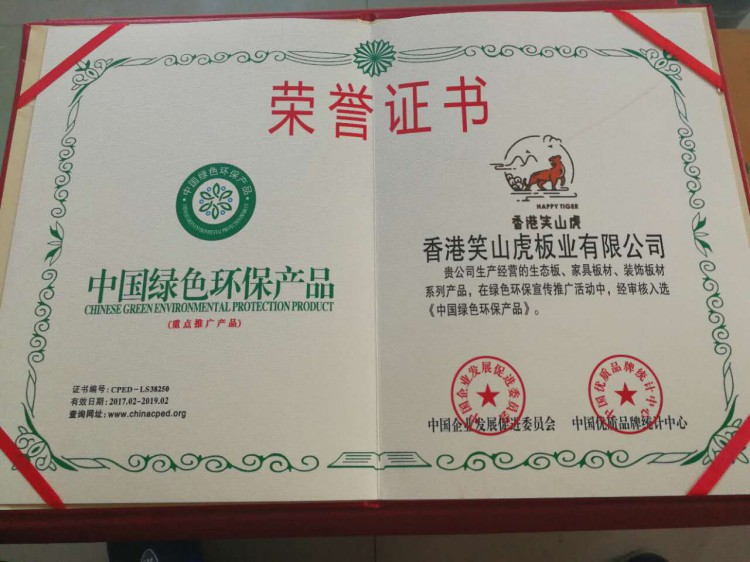 荣誉证书
中国绿色环保产品
CHINESE GREEN ENVIRONMENTAL PROTECTION PRODUCT
中国绿色环保产品
CHINESE GREEN ENVIRONMENTAL PROTECTION PRODUCT
(重点推广产品)
证书编号: CPED-LS38250
有效日期: 2017.02-2019.02
查询网址: www.chinacped.org
HAPPY TIGER
香港笑山虎
香港笑山虎板业有限公司
贵公司生产经营的生态板、家具板材、装饰板材
系列产品，在绿色环保宣传推广活动中，经审核入选
《中国绿色环保产品》。
中国企业发展促进委员会
中国优质品牌统计中心
中国企业发展促进委员会
中国优质品牌统计中心